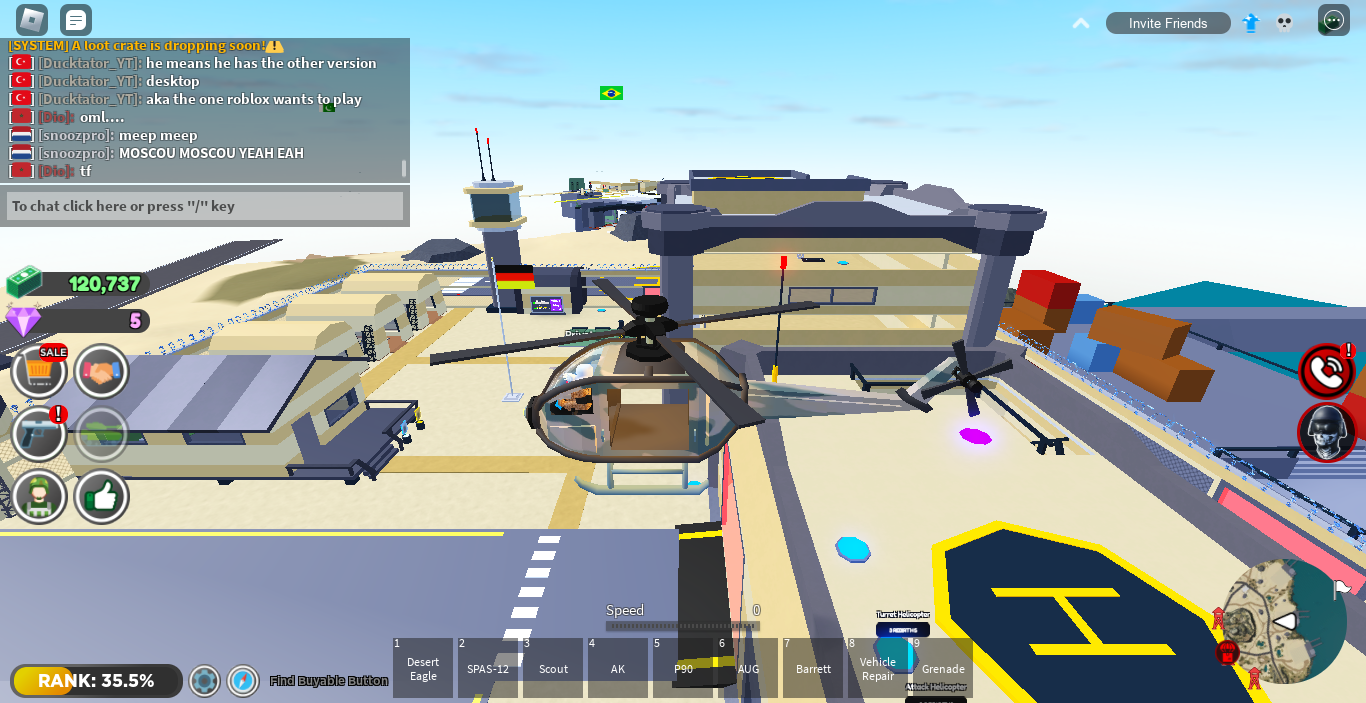 Invite Friends
[SYSTEM] A loot crate is dropping soon!⚠
[Ducktator_YT]: he means he has the other version
[Ducktator_YT]: desktop
[Ducktator_YT]: aka the one roblox wants to play
[Dio]: oml....
[snoozpro]: meep meep
[snoozpro]: MOSCOU MOSCOU YEAH EAH
[Dio]: tf
To chat click here or press "/" key
120,737
5
SALE
!
!
H
Speed 0
Turret Helicopter
3 REBIRTHS
1 Desert Eagle
2 SPAS-12
3 Scout
4 AK
5 P90
6 AUG
7 Barrett
8 Vehicle Repair
9 Grenade
RANK: 35.5%
Find Buyable Button
Attack Helicopter